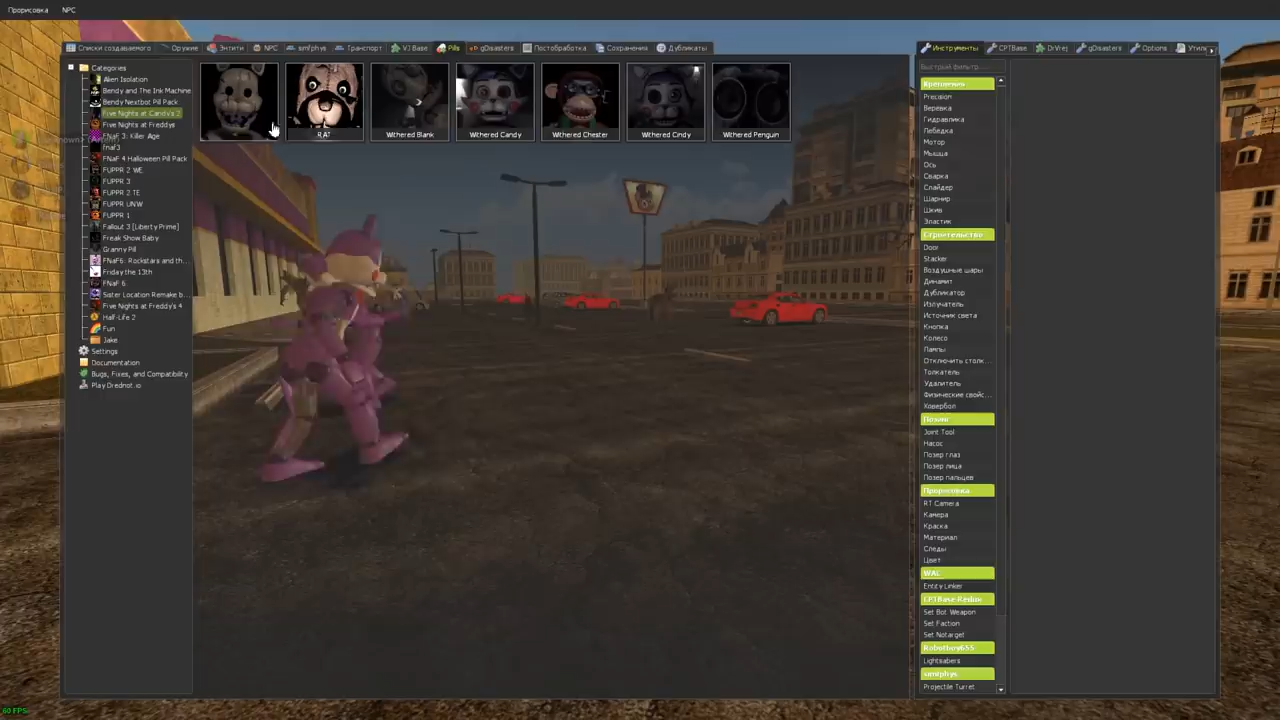 Прорисовка NPC
Списки создаваемого Оружие Энтити NPC smfphys Транспорт VJ Base Pills gDisasters Постобработка Сохранения Дубликаты
Инструменты CPTBase DrVrej gDisasters Options
Categories
Alien Isolation
Bendy and The Ink Machine
Bendy Nextbot Pill Pack
Five Nights at Candy's 2
Five Nights at Freddys
FNaF 3: Killer Age
fnaf3
FNaF 4 Halloween Pill Pack
FUPPR 2 WE
FUPPR 3
FUPPR 2 TE
FUPPR UNW
FUPPR 1
Fallout 3 [Liberty Prime]
Freak Show Baby
Granny Pill
FNaF6: Rockstars and th...
Friday the 13th
FNaF 6
Sister Location Remake b...
Five Nights at Freddys 4
Half-Life 2
Fun
Jake
Settings
Documentation
Bugs, Fixes, and Compatibility
Play Drednot.io
RAT
Withered Blank
Withered Candy
Withered Chester
Withered Cindy
Withered Penguin
Быстрый фильтр...
Крепления
Precision
Веревка
Гидравлика
Лебедка
Мотор
Мышца
Ось
Сварка
Слайдер
Шарнир
Шкив
Эластик
Строительство
Door
Stacker
Воздушные шары
Динамит
Дубликатор
Излучатель
Источник света
Кнопка
Колесо
Лампы
Отключить столк...
Толкатель
Удалитель
Физические свойс...
Ховербол
Позинг
Joint Tool
Насос
Позер глаз
Позер лица
Позер пальцев
Прорисовка
RT Camera
Камера
Краска
Материал
Следы
Цвет
WAC
Entity Linker
CPTBase Redux
Set Bot Weapon
Set Faction
Set Notarget
Robotboy655
Lightsabers
smfphys
Projectile Turret
60 FPS